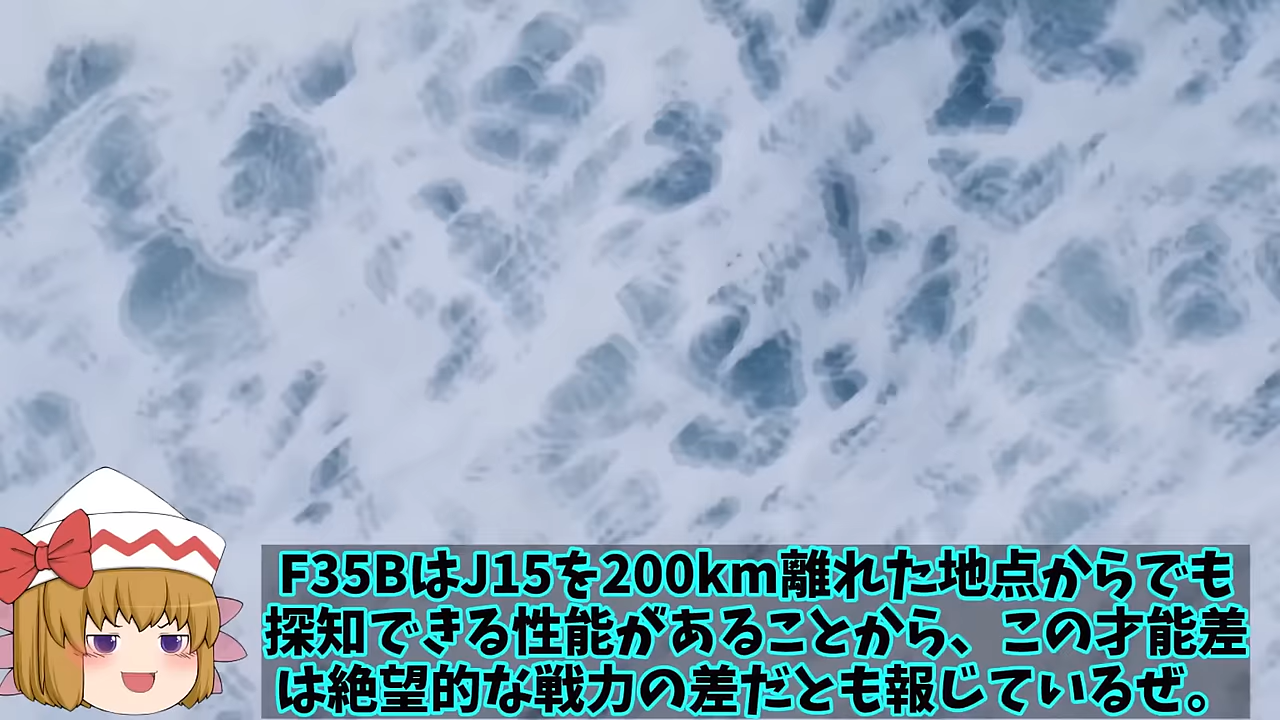 F35BはJ15を200km離れた地点からでも
探知できる性能があることから、この才能差
は絶望的な戦力の差だとも報じているぜ。